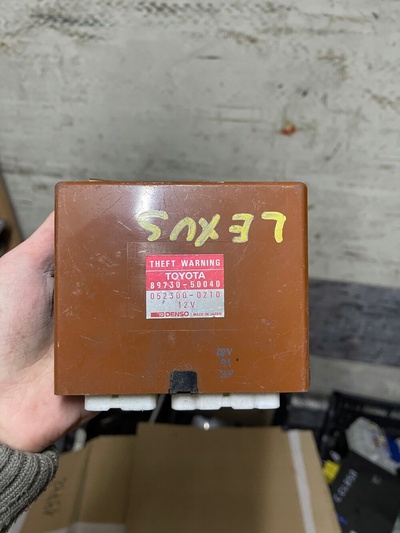 LEXUS
THEFT WARNING
TOYOTA
89730-50040
052300-0210
12V
DENSO MADE IN JAPAN